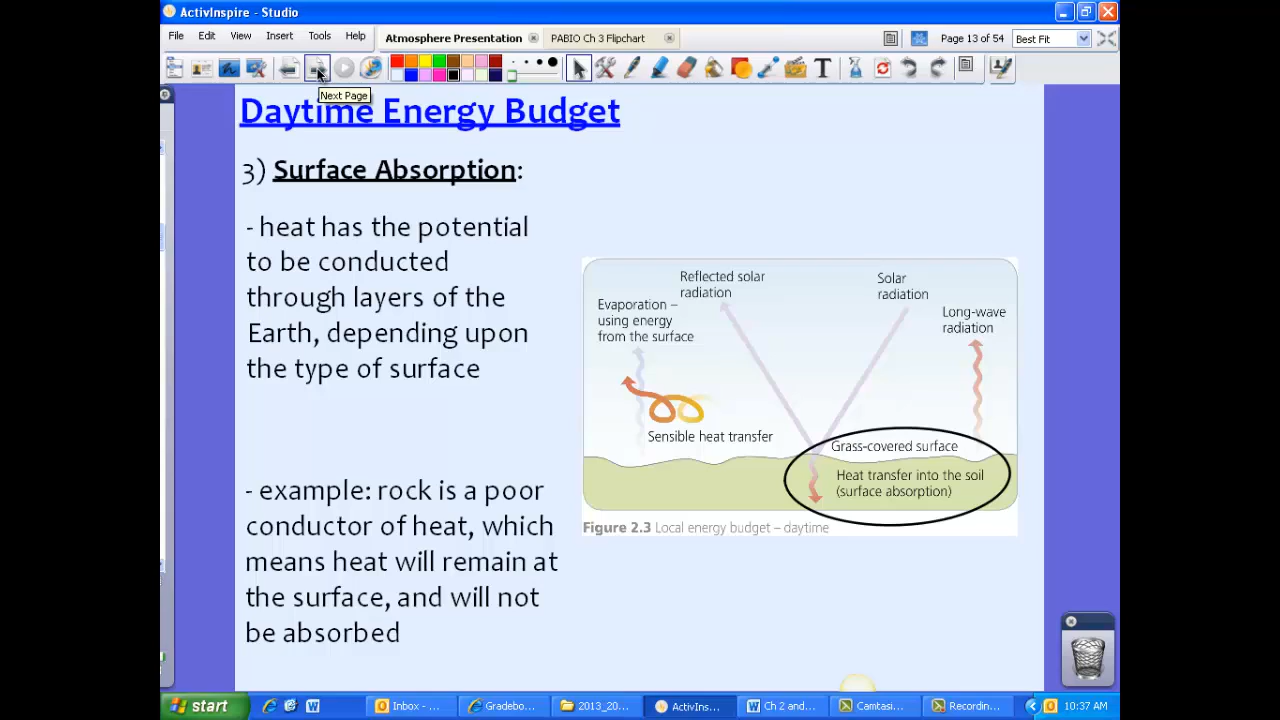 ActivInspire - Studio
File Edit View Insert Tools Help
Atmosphere Presentation
PABIO Ch 3 Flipchart
Page 13 of 54
Best Fit
Next Page
Daytime Energy Budget
3) Surface Absorption:
- heat has the potential
to be conducted
through layers of the
Earth, depending upon
the type of surface
- example: rock is a poor
conductor of heat, which
means heat will remain at
the surface, and will not
be absorbed
Reflected solar
radiation
Solar
radiation
Evaporation –
using energy
from the surface
Long-wave
radiation
Sensible heat transfer
Grass-covered surface
Heat transfer into the soil
(surface absorption)
Figure 2.3 Local energy budget – daytime
start
Inbox - ...
Gradebo...
2013_20...
ActivIns...
Ch 2 and...
Camtasi...
Recordin...
10:37 AM